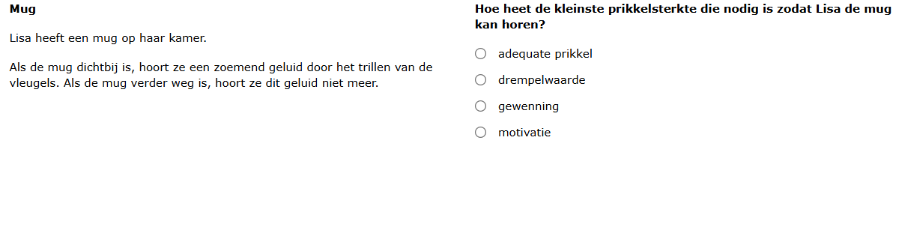 Mug
Lisa heeft een mug op haar kamer.
Als de mug dichtbij is, hoort ze een zoemend geluid door het trillen van de
vleugels. Als de mug verder weg is, hoort ze dit geluid niet meer.
Hoe heet de kleinste prikkelsterkte die nodig is zodat Lisa de mug
kan horen?
adequate prikkel
drempelwaarde
gewenning
motivatie